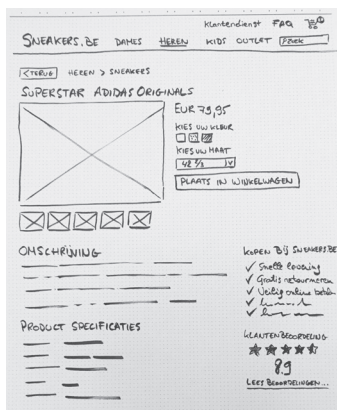 Klantendienst FAQ
SNEAKERS.BE DAMES HEREN KIDS OUTLET Zoek
< TERUG HEREN > SNEAKERS
SUPERSTAR ADIDAS ORIGINALS
EUR 79,95
KIES UW KLEUR
KIES UW MAAT
42 2/3
PLAATS IN WINKELWAGEN
OMSCHRIJVING
KOPEN BIJ SNEAKERS.BE
✓ Snelle levering
✓ Gratis retourneren
✓ Veilig online
PRODUCT SPECIFICATIES
KLANTENBEOORDELING
8.9
LEES BEOORDELINGEN...